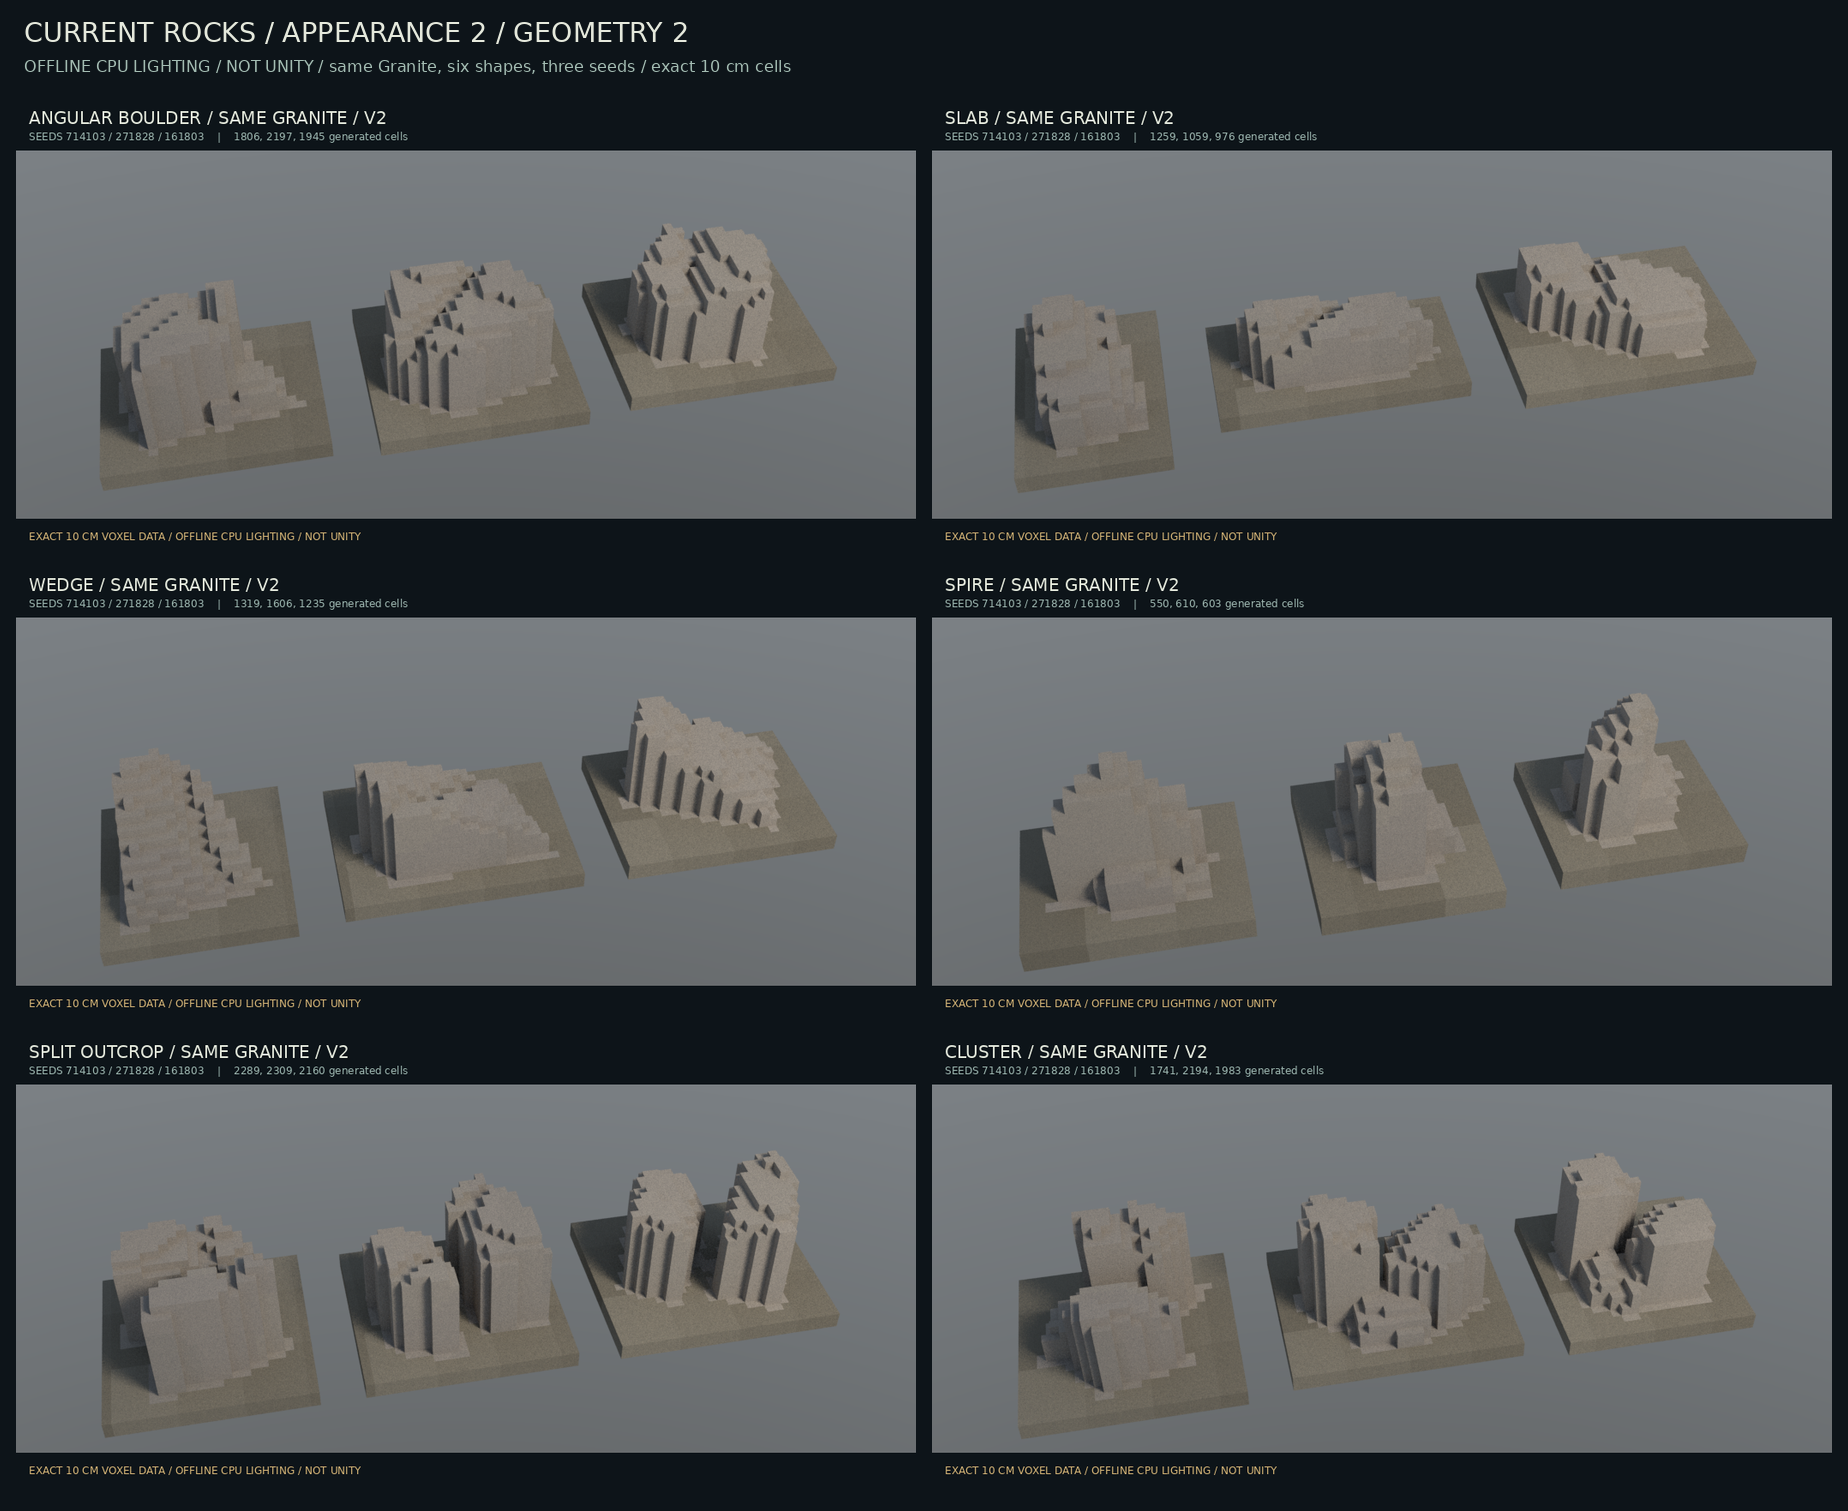 CURRENT ROCKS / APPEARANCE 2 / GEOMETRY 2
OFFLINE CPU LIGHTING / NOT UNITY / same Granite, six shapes, three seeds / exact 10 cm cells
ANGULAR BOULDER / SAME GRANITE / V2
SEEDS 714103 / 271828 / 161803 | 1806, 2197, 1945 generated cells
EXACT 10 CM VOXEL DATA / OFFLINE CPU LIGHTING / NOT UNITY
SLAB / SAME GRANITE / V2
SEEDS 714103 / 271828 / 161803 | 1259, 1059, 976 generated cells
EXACT 10 CM VOXEL DATA / OFFLINE CPU LIGHTING / NOT UNITY
WEDGE / SAME GRANITE / V2
SEEDS 714103 / 271828 / 161803 | 1319, 1606, 1235 generated cells
EXACT 10 CM VOXEL DATA / OFFLINE CPU LIGHTING / NOT UNITY
SPIRE / SAME GRANITE / V2
SEEDS 714103 / 271828 / 161803 | 550, 610, 603 generated cells
EXACT 10 CM VOXEL DATA / OFFLINE CPU LIGHTING / NOT UNITY
SPLIT OUTCROP / SAME GRANITE / V2
SEEDS 714103 / 271828 / 161803 | 2289, 2309, 2160 generated cells
EXACT 10 CM VOXEL DATA / OFFLINE CPU LIGHTING / NOT UNITY
CLUSTER / SAME GRANITE / V2
SEEDS 714103 / 271828 / 161803 | 1741, 2194, 1983 generated cells
EXACT 10 CM VOXEL DATA / OFFLINE CPU LIGHTING / NOT UNITY